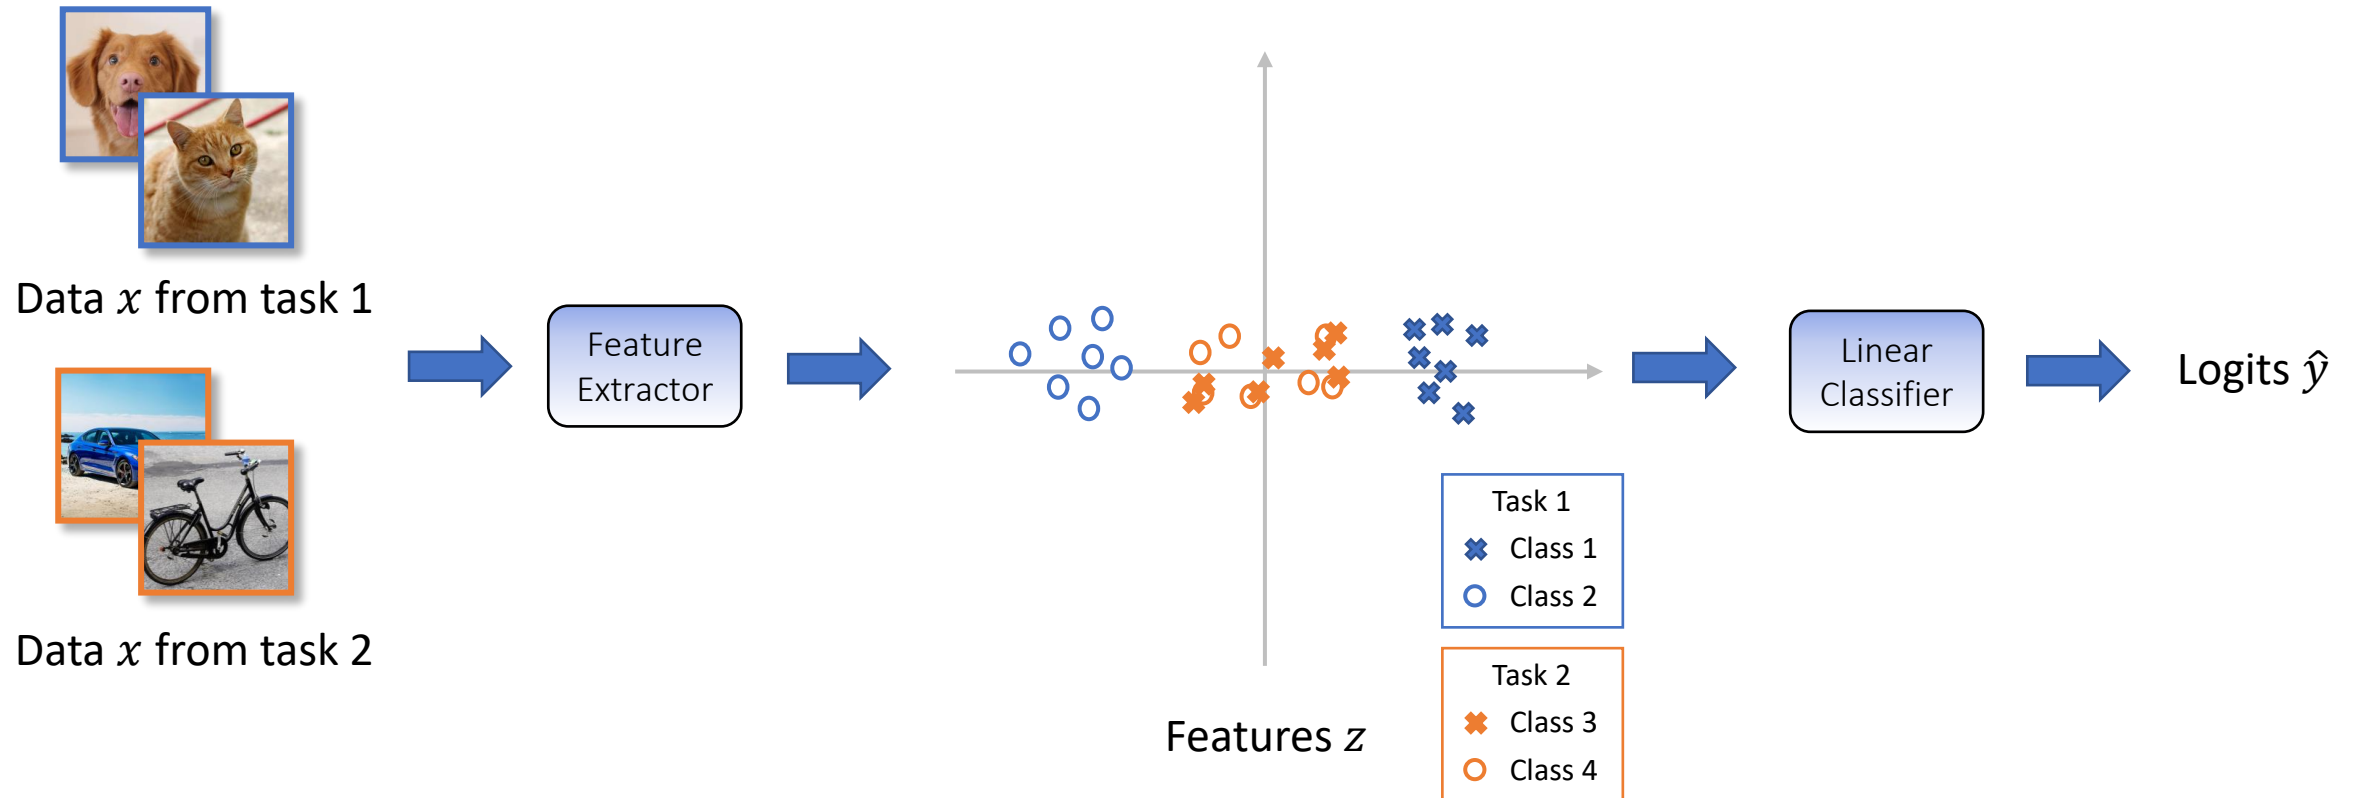 Data x from task 1
Data x from task 2
Feature
Extractor
Features z
Task 1
Class 1
Class 2
Task 2
Class 3
Class 4
Linear
Classifier
Logits ŷ